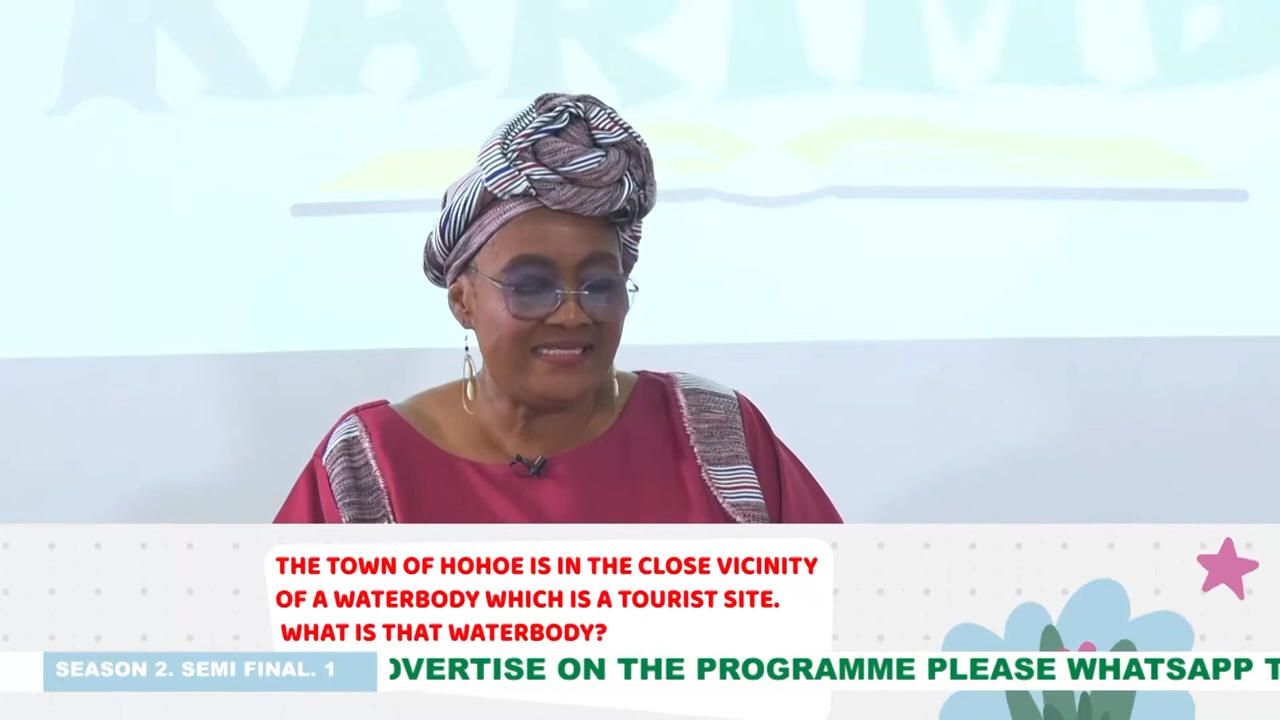 THE TOWN OF HOHOE IS IN THE CLOSE VICINITY
OF A WATERBODY WHICH IS A TOURIST SITE.
WHAT IS THAT WATERBODY?
SEASON 2. SEMI FINAL. 1
ON THE PROGRAMME PLEASE WHATSAPP